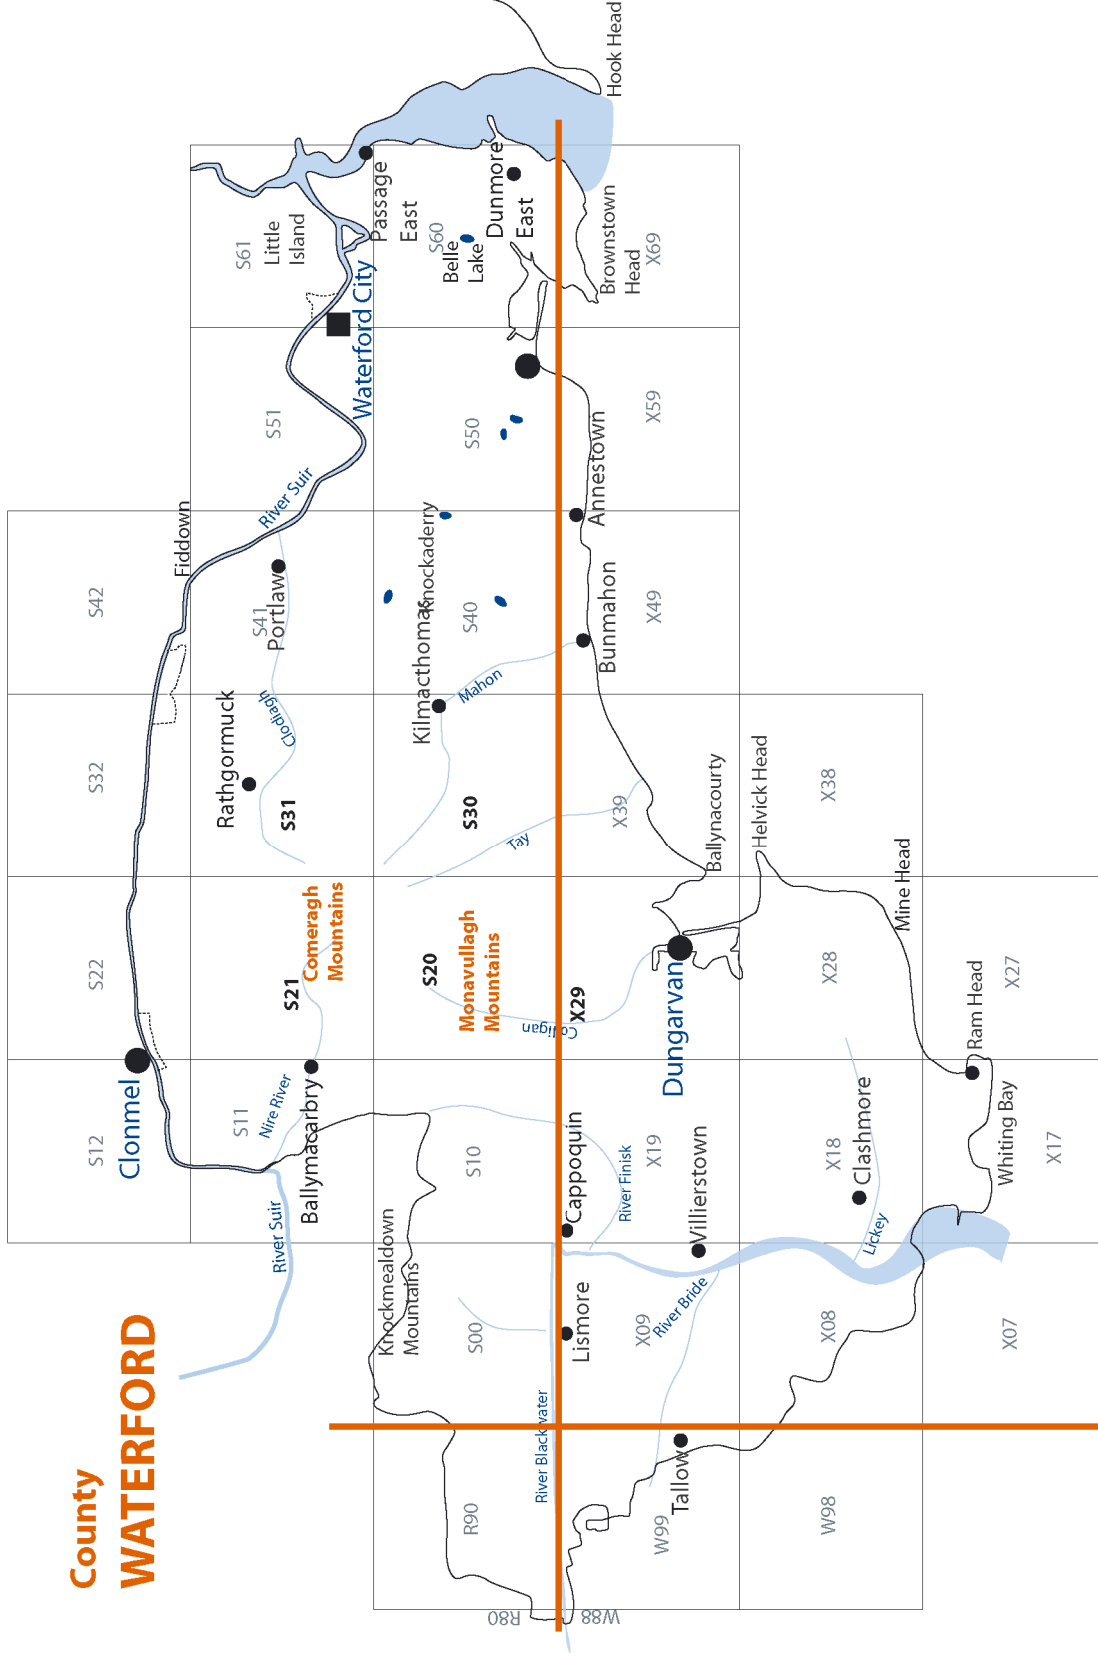 County
WATERFORD
S12
S22
S32
S42
Clonmel
Fiddown
River Suir
S11
Nire River
Ballymacarbry
S21
Comeragh
Mountains
S31
Rathgormuck
Clodiagh
S41
Portlaw
River Suir
S51
Waterford City
S61
Little
Island
Passage
East
Knockmealdown
Mountains
R90
S00
S10
S20
Monavullagh
Mountains
S30
Kilmacthomas
Knockaderry
Mahon
S40
S50
S60
Belle
Lake
Dunmore
East
Hook Head
R80
W88
River Blackwater
Lismore
Cappoquin
Colligan
X29
Tay
Bunmahon
Annestown
Brownstown
Head
W99
Tallow
X09
River Bride
River Finisk
X19
Villierstown
Dungarvan
X39
Ballynacourty
Helvick Head
X49
X59
X69
W98
X08
Lickey
X18
Clashmore
X28
Mine Head
X38
X07
Whiting Bay
X17
Ram Head
X27